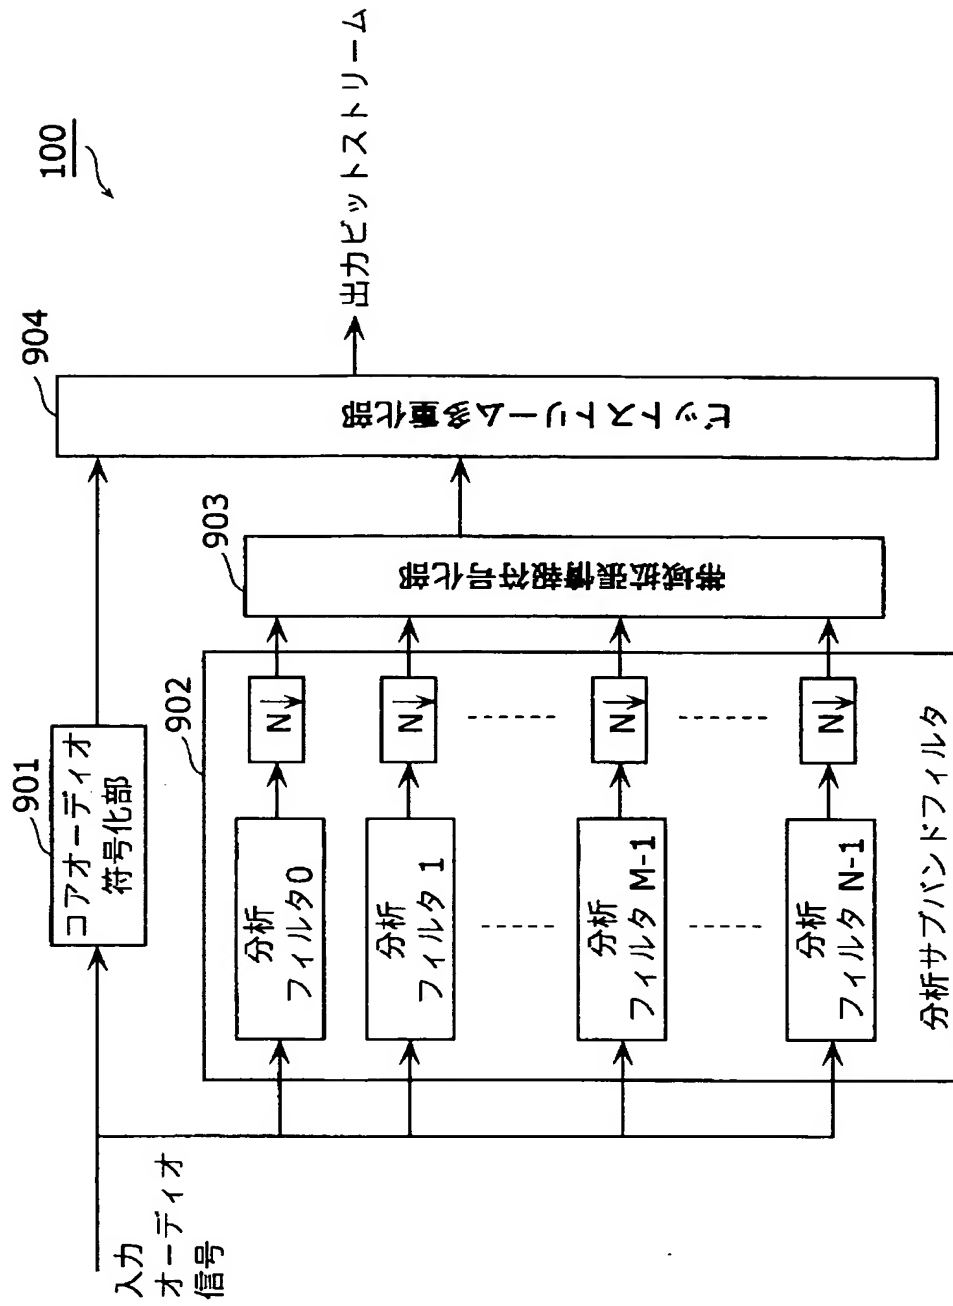 100
入力
オーディオ
信号
901
コアオーディオ
符号化部
902
分析
フィルタ0
N↓
分析
フィルタ 1
N↓
分析
フィルタ M-1
N↓
分析
フィルタ N-1
N↓
分析サブバンドフィルタ
903
帯域拡張情報符号化部
904
ビットストリーム多重化部
出力ビットストリーム